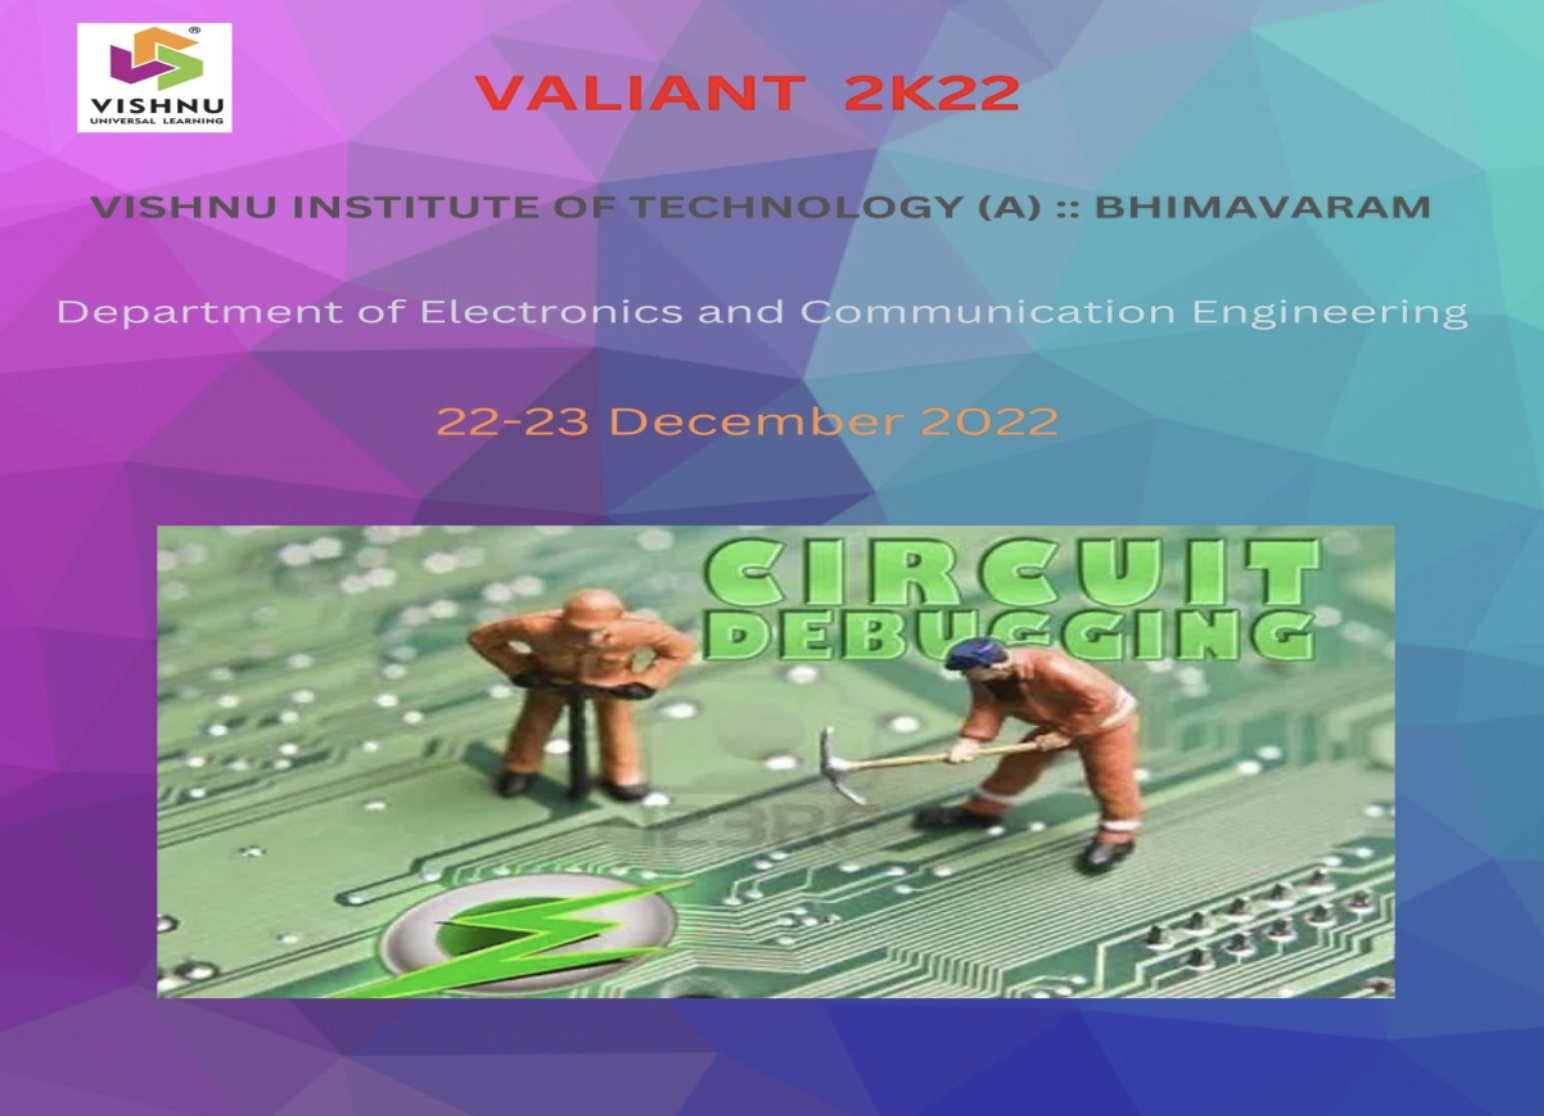 ®
VISHNU
UNIVERSAL LEARNING
VALIANT 2K22
VISHNU INSTITUTE OF TECHNOLOGY (A) :: BHIMAVARAM
Department of Electronics and Communication Engineering
22-23 December 2022
CIRCUIT
DEBUGGING